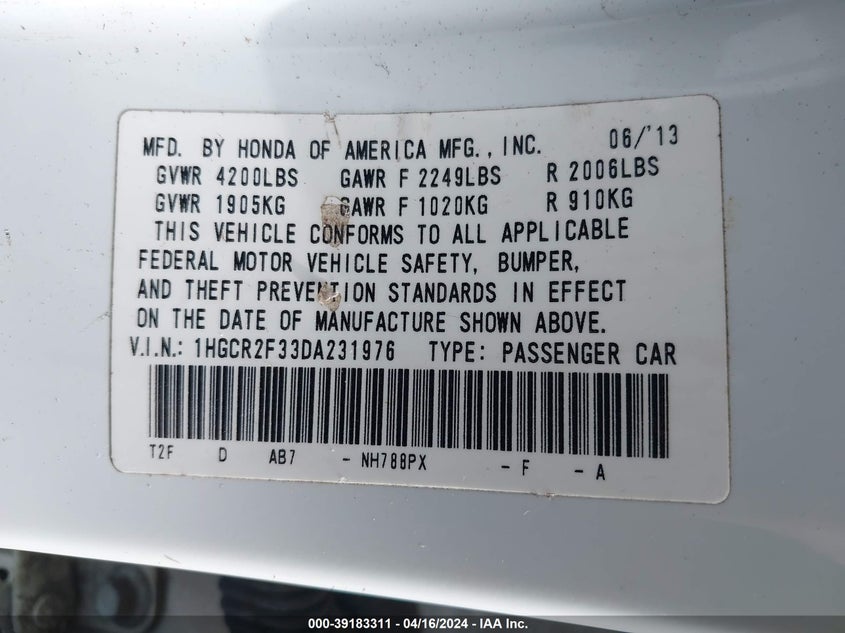 MFD. BY HONDA OF AMERICA MFG., INC. 06/'13
GVWR 4200LBS GAWR F 2249LBS R 2006LBS
GVWR 1905KG GAWR F 1020KG R 910KG
THIS VEHICLE CONFORMS TO ALL APPLICABLE
FEDERAL MOTOR VEHICLE SAFETY, BUMPER,
AND THEFT PREVENTION STANDARDS IN EFFECT
ON THE DATE OF MANUFACTURE SHOWN ABOVE.
V.I.N.: 1HGCR2F33DA231976 TYPE: PASSENGER CAR
T2F D AB7 - NH788PX - F - A
000-39183311 / 04/16/2024 - IAA Inc.